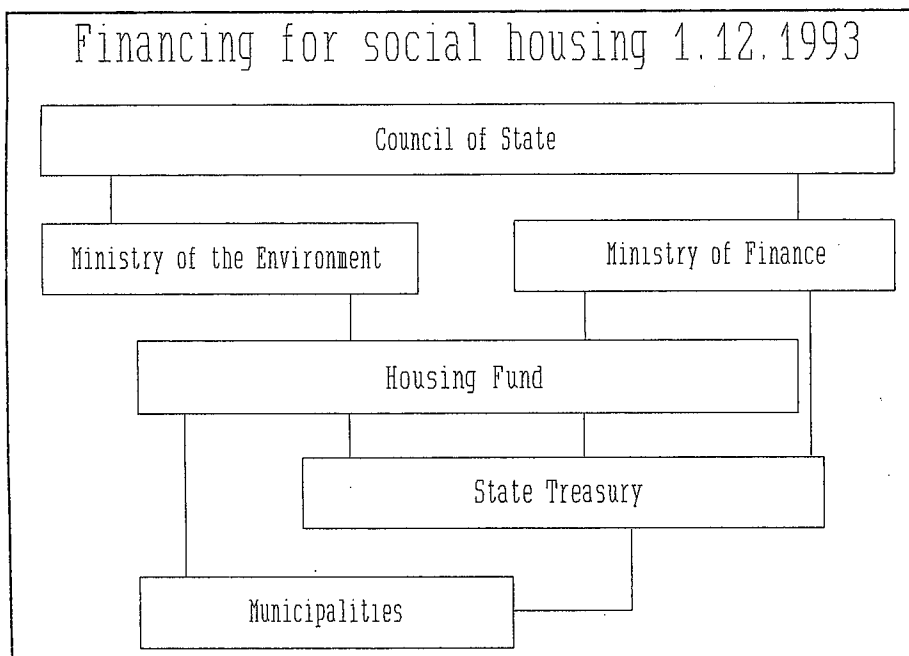 Financing for social housing 1.12.1993
Council of State
Ministry of the Environment
Ministry of Finance
Housing Fund
State Treasury
Municipalities